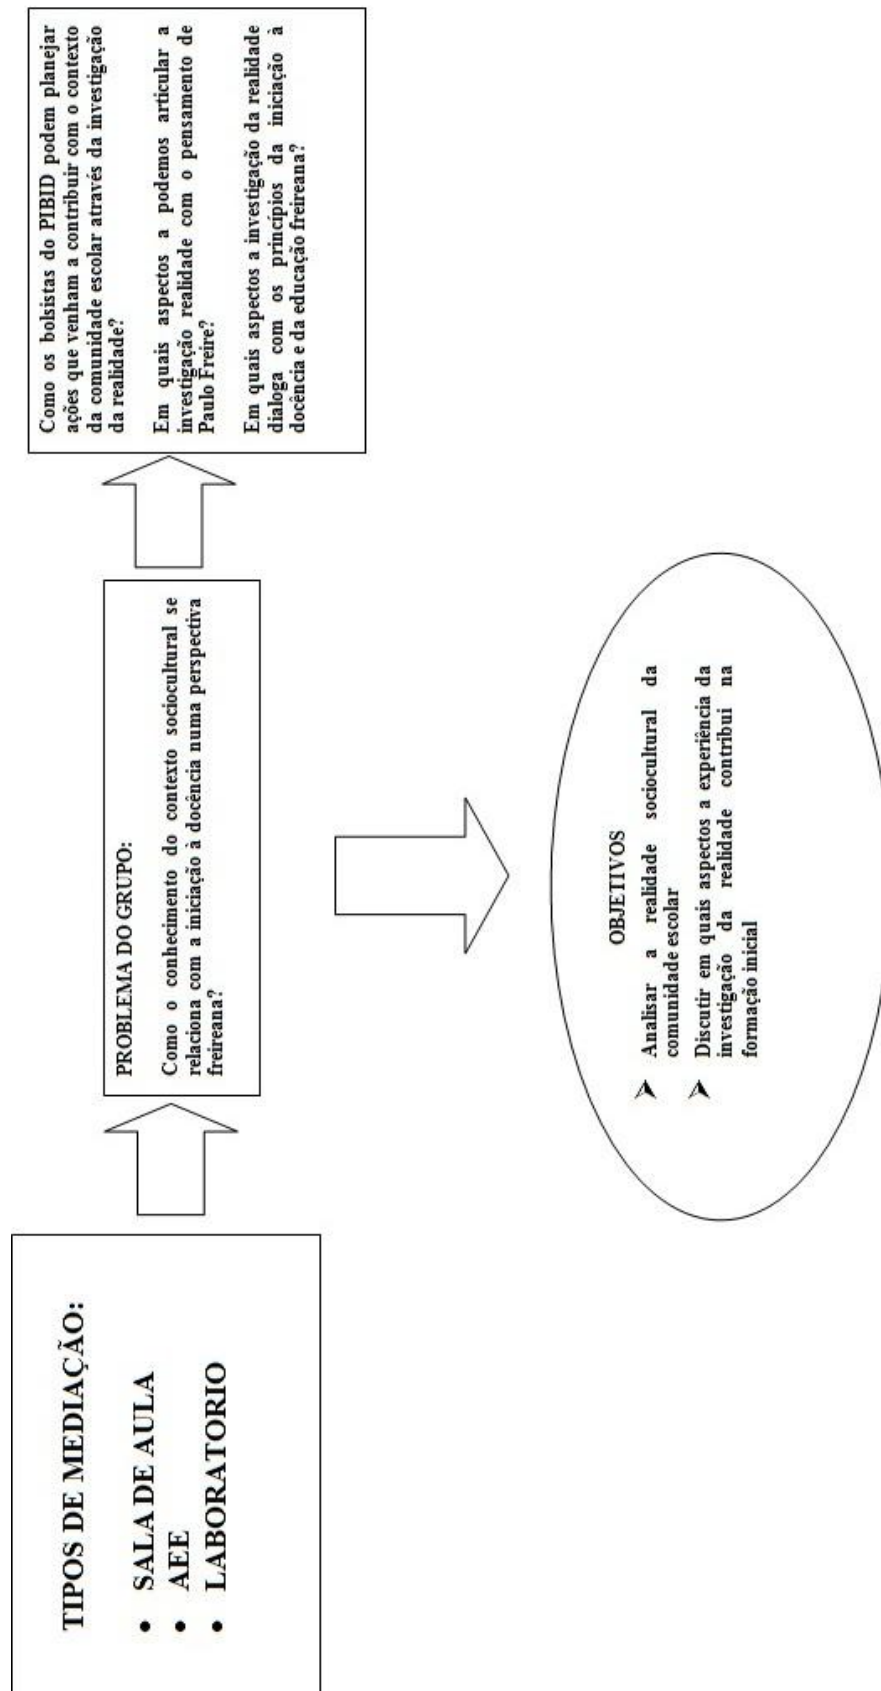 TIPOS DE MEDIAÇÃO:
• SALA DE AULA
• AEE
• LABORATORIO
PROBLEMA DO GRUPO:
Como o conhecimento do contexto sociocultural se
relaciona com a iniciação à docência numa perspectiva
freireana?
Como os bolsistas do PIBID podem planejar
ações que venham a contribuir com o contexto
da comunidade escolar através da investigação
da realidade?
Em quais aspectos a podemos articular a
investigação realidade com o pensamento de
Paulo Freire?
Em quais aspectos a investigação da realidade
dialoga com os princípios da iniciação à
docência e da educação freireana?
OBJETIVOS
➢ Analisar a realidade sociocultural da
comunidade escolar
➢ Discutir em quais aspectos a experiência da
investigação da realidade contribui na
formação inicial